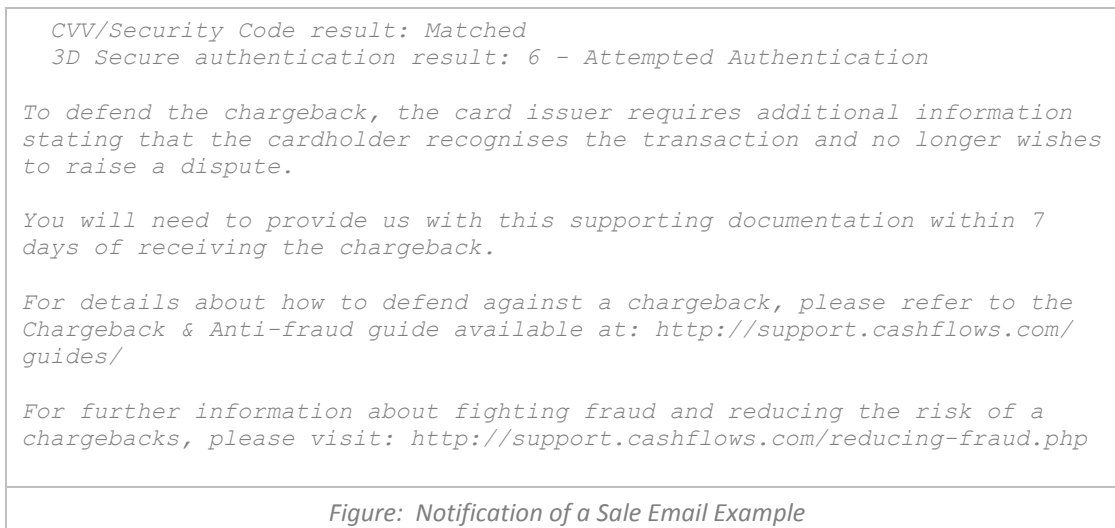 CVV/Security Code result: Matched
3D Secure authentication result: 6 - Attempted Authentication
To defend the chargeback, the card issuer requires additional information
stating that the cardholder recognises the transaction and no longer wishes
to raise a dispute.
You will need to provide us with this supporting documentation within 7
days of receiving the chargeback.
For details about how to defend against a chargeback, please refer to the
Chargeback & Anti-fraud guide available at: http://support.cashflows.com/
guides/
For further information about fighting fraud and reducing the risk of a
chargebacks, please visit: http://support.cashflows.com/reducing-fraud.php
Figure: Notification of a Sale Email Example